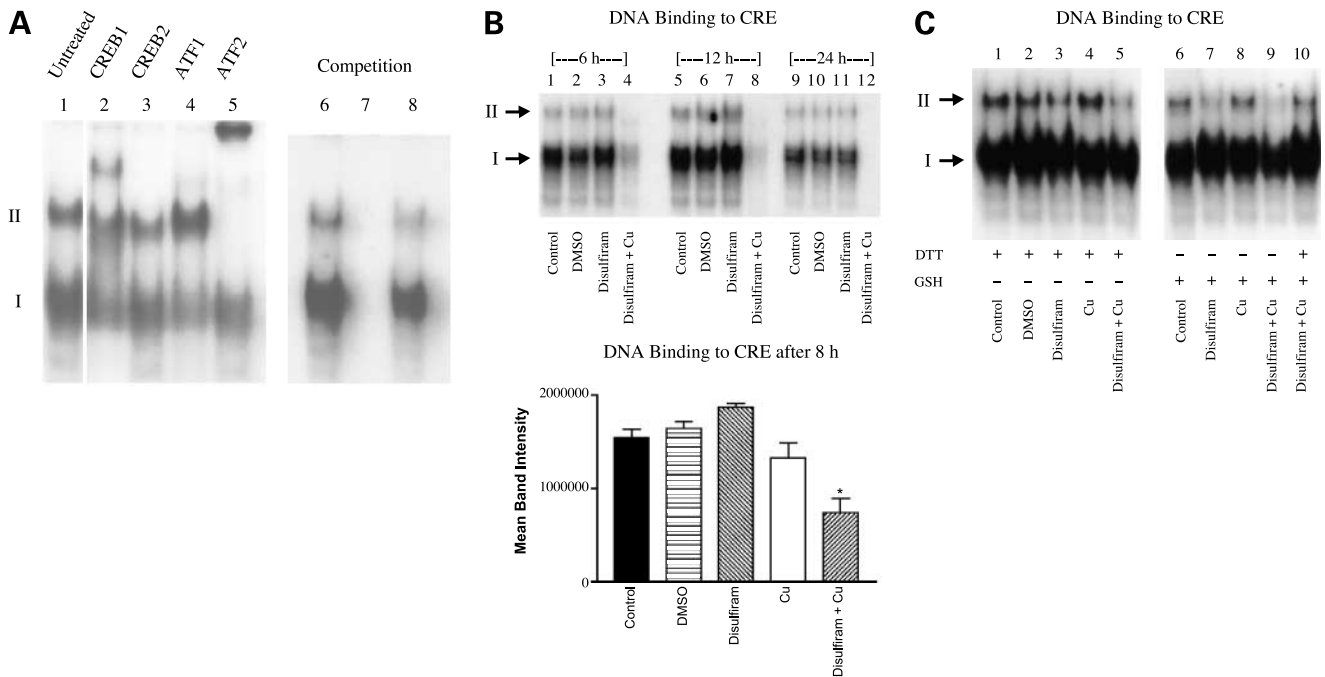 A
Untreated
CREB1
CREB2
ATF1
ATF2
Competition
1 2 3 4 5 6 7 8
II
I
B
DNA Binding to CRE
[----6 h----] [----12 h----] [----24 h----]
1 2 3 4 5 6 7 8 9 10 11 12
II
I
Control
DMSO
Disulfiram
Disulfiram + Cu
Control
DMSO
Disulfiram
Disulfiram + Cu
Control
DMSO
Disulfiram
Disulfiram + Cu
DNA Binding to CRE after 8 h
Mean Band Intensity
2000000
1000000
0
*
Control
DMSO
Disulfiram
Cu
Disulfiram + Cu
C
DNA Binding to CRE
1 2 3 4 5 6 7 8 9 10
II
I
DTT + + + + + – – – – +
GSH – – – – – + + + + +
Control
DMSO
Disulfiram
Cu
Disulfiram + Cu
Control
Disulfiram
Cu
Disulfiram + Cu
Disulfiram + Cu